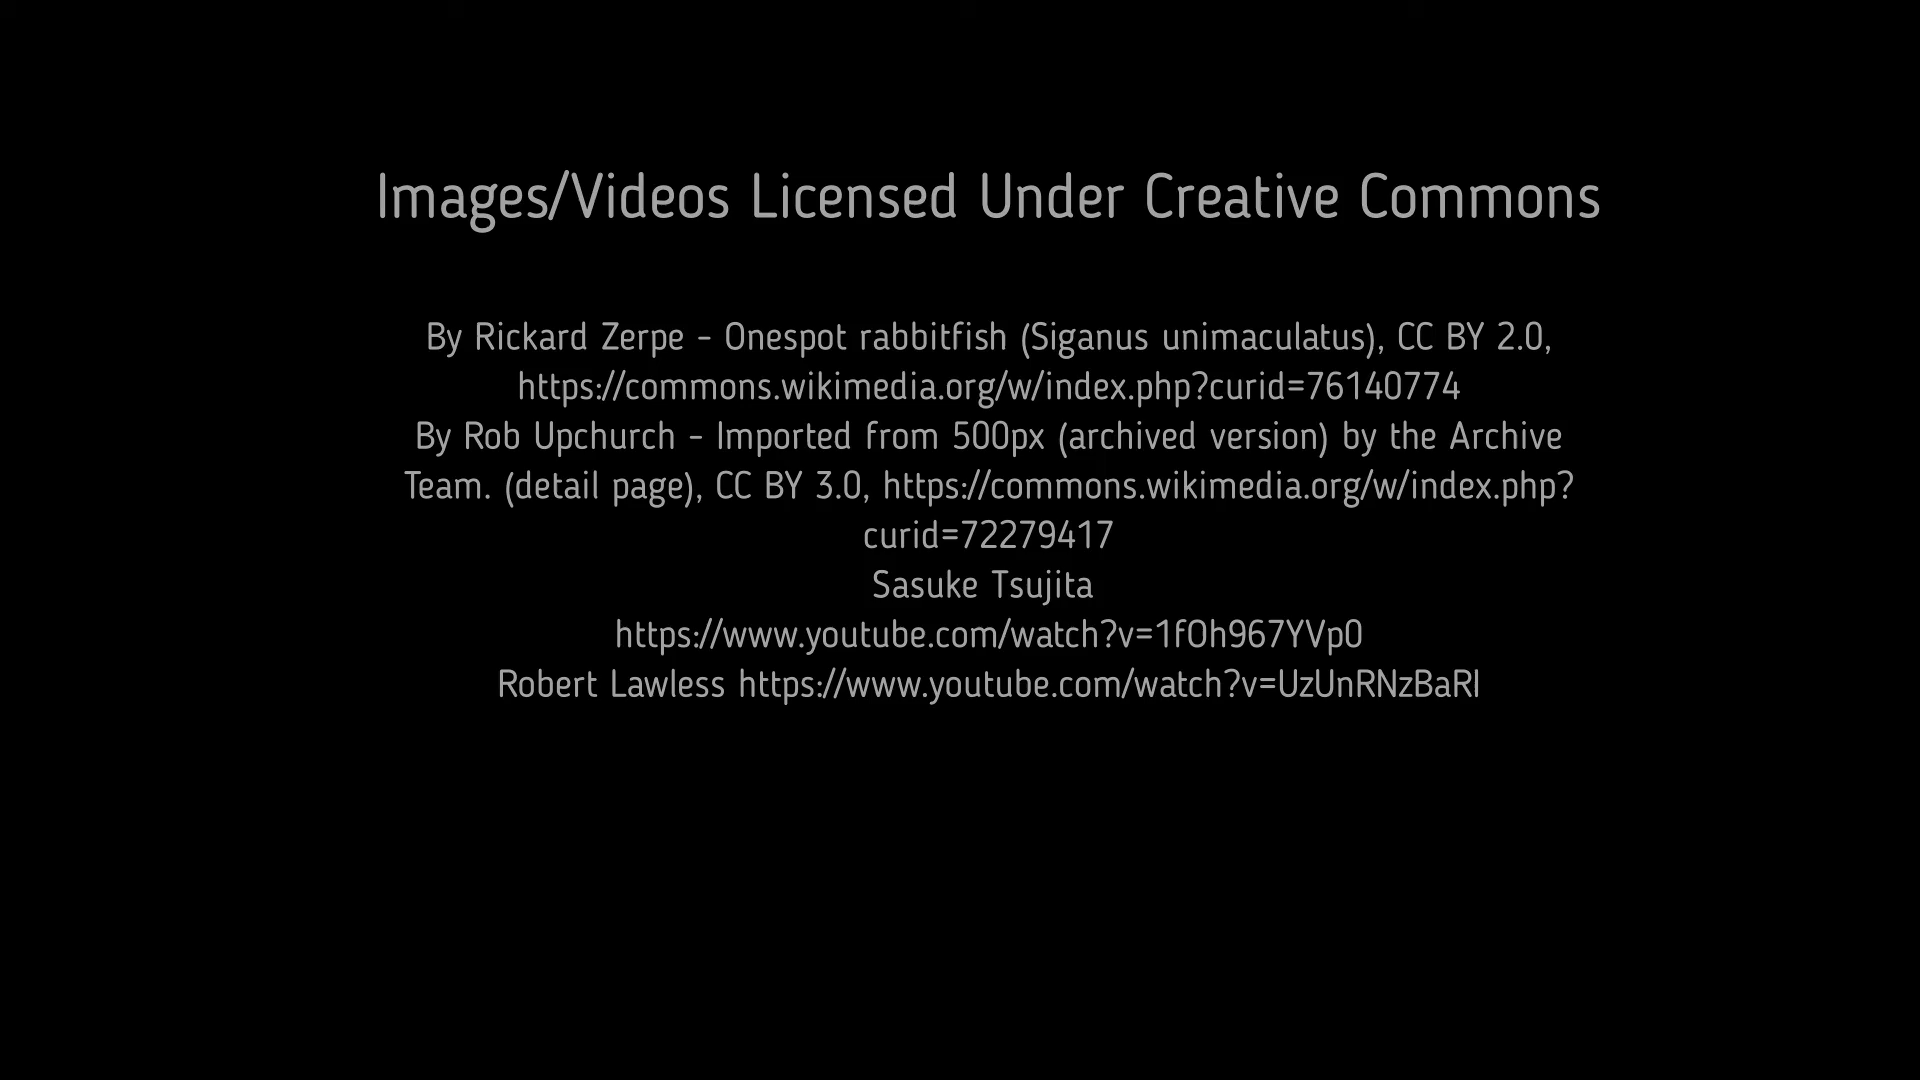 Images/Videos Licensed Under Creative Commons
By Rickard Zerpe - Onespot rabbitfish (Siganus unimaculatus), CC BY 2.0,
https://commons.wikimedia.org/w/index.php?curid=76140774
By Rob Upchurch - Imported from 500px (archived version) by the Archive
Team. (detail page), CC BY 3.0, https://commons.wikimedia.org/w/index.php?
curid=72279417
Sasuke Tsujita
https://www.youtube.com/watch?v=1fOh967YVp0
Robert Lawless https://www.youtube.com/watch?v=UzUnRNzBaRI